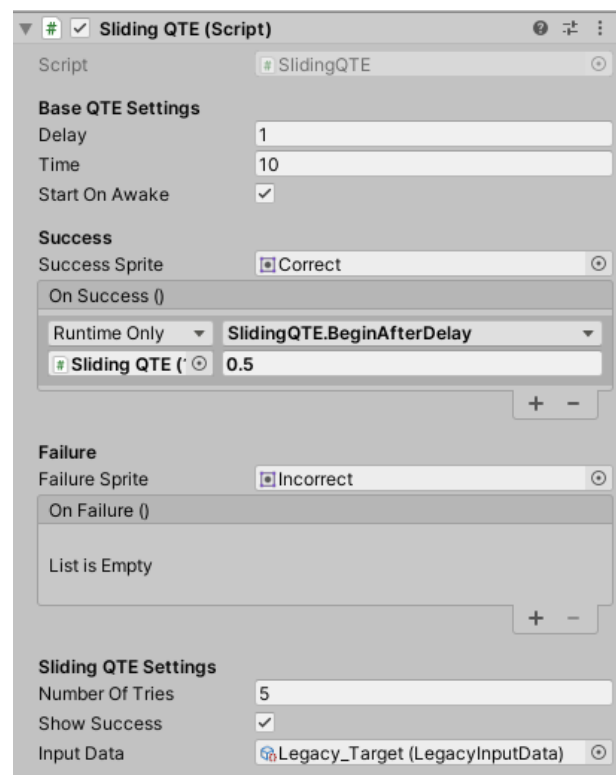 Sliding QTE (Script)
Script SlidingQTE
Base QTE Settings
Delay 1
Time 10
Start On Awake
Success
Success Sprite Correct
On Success ()
Runtime Only SlidingQTE.BeginAfterDelay
Sliding QTE ( 0.5
+ −
Failure
Failure Sprite Incorrect
On Failure ()
List is Empty
+ −
Sliding QTE Settings
Number Of Tries 5
Show Success
Input Data Legacy_Target (LegacyInputData)